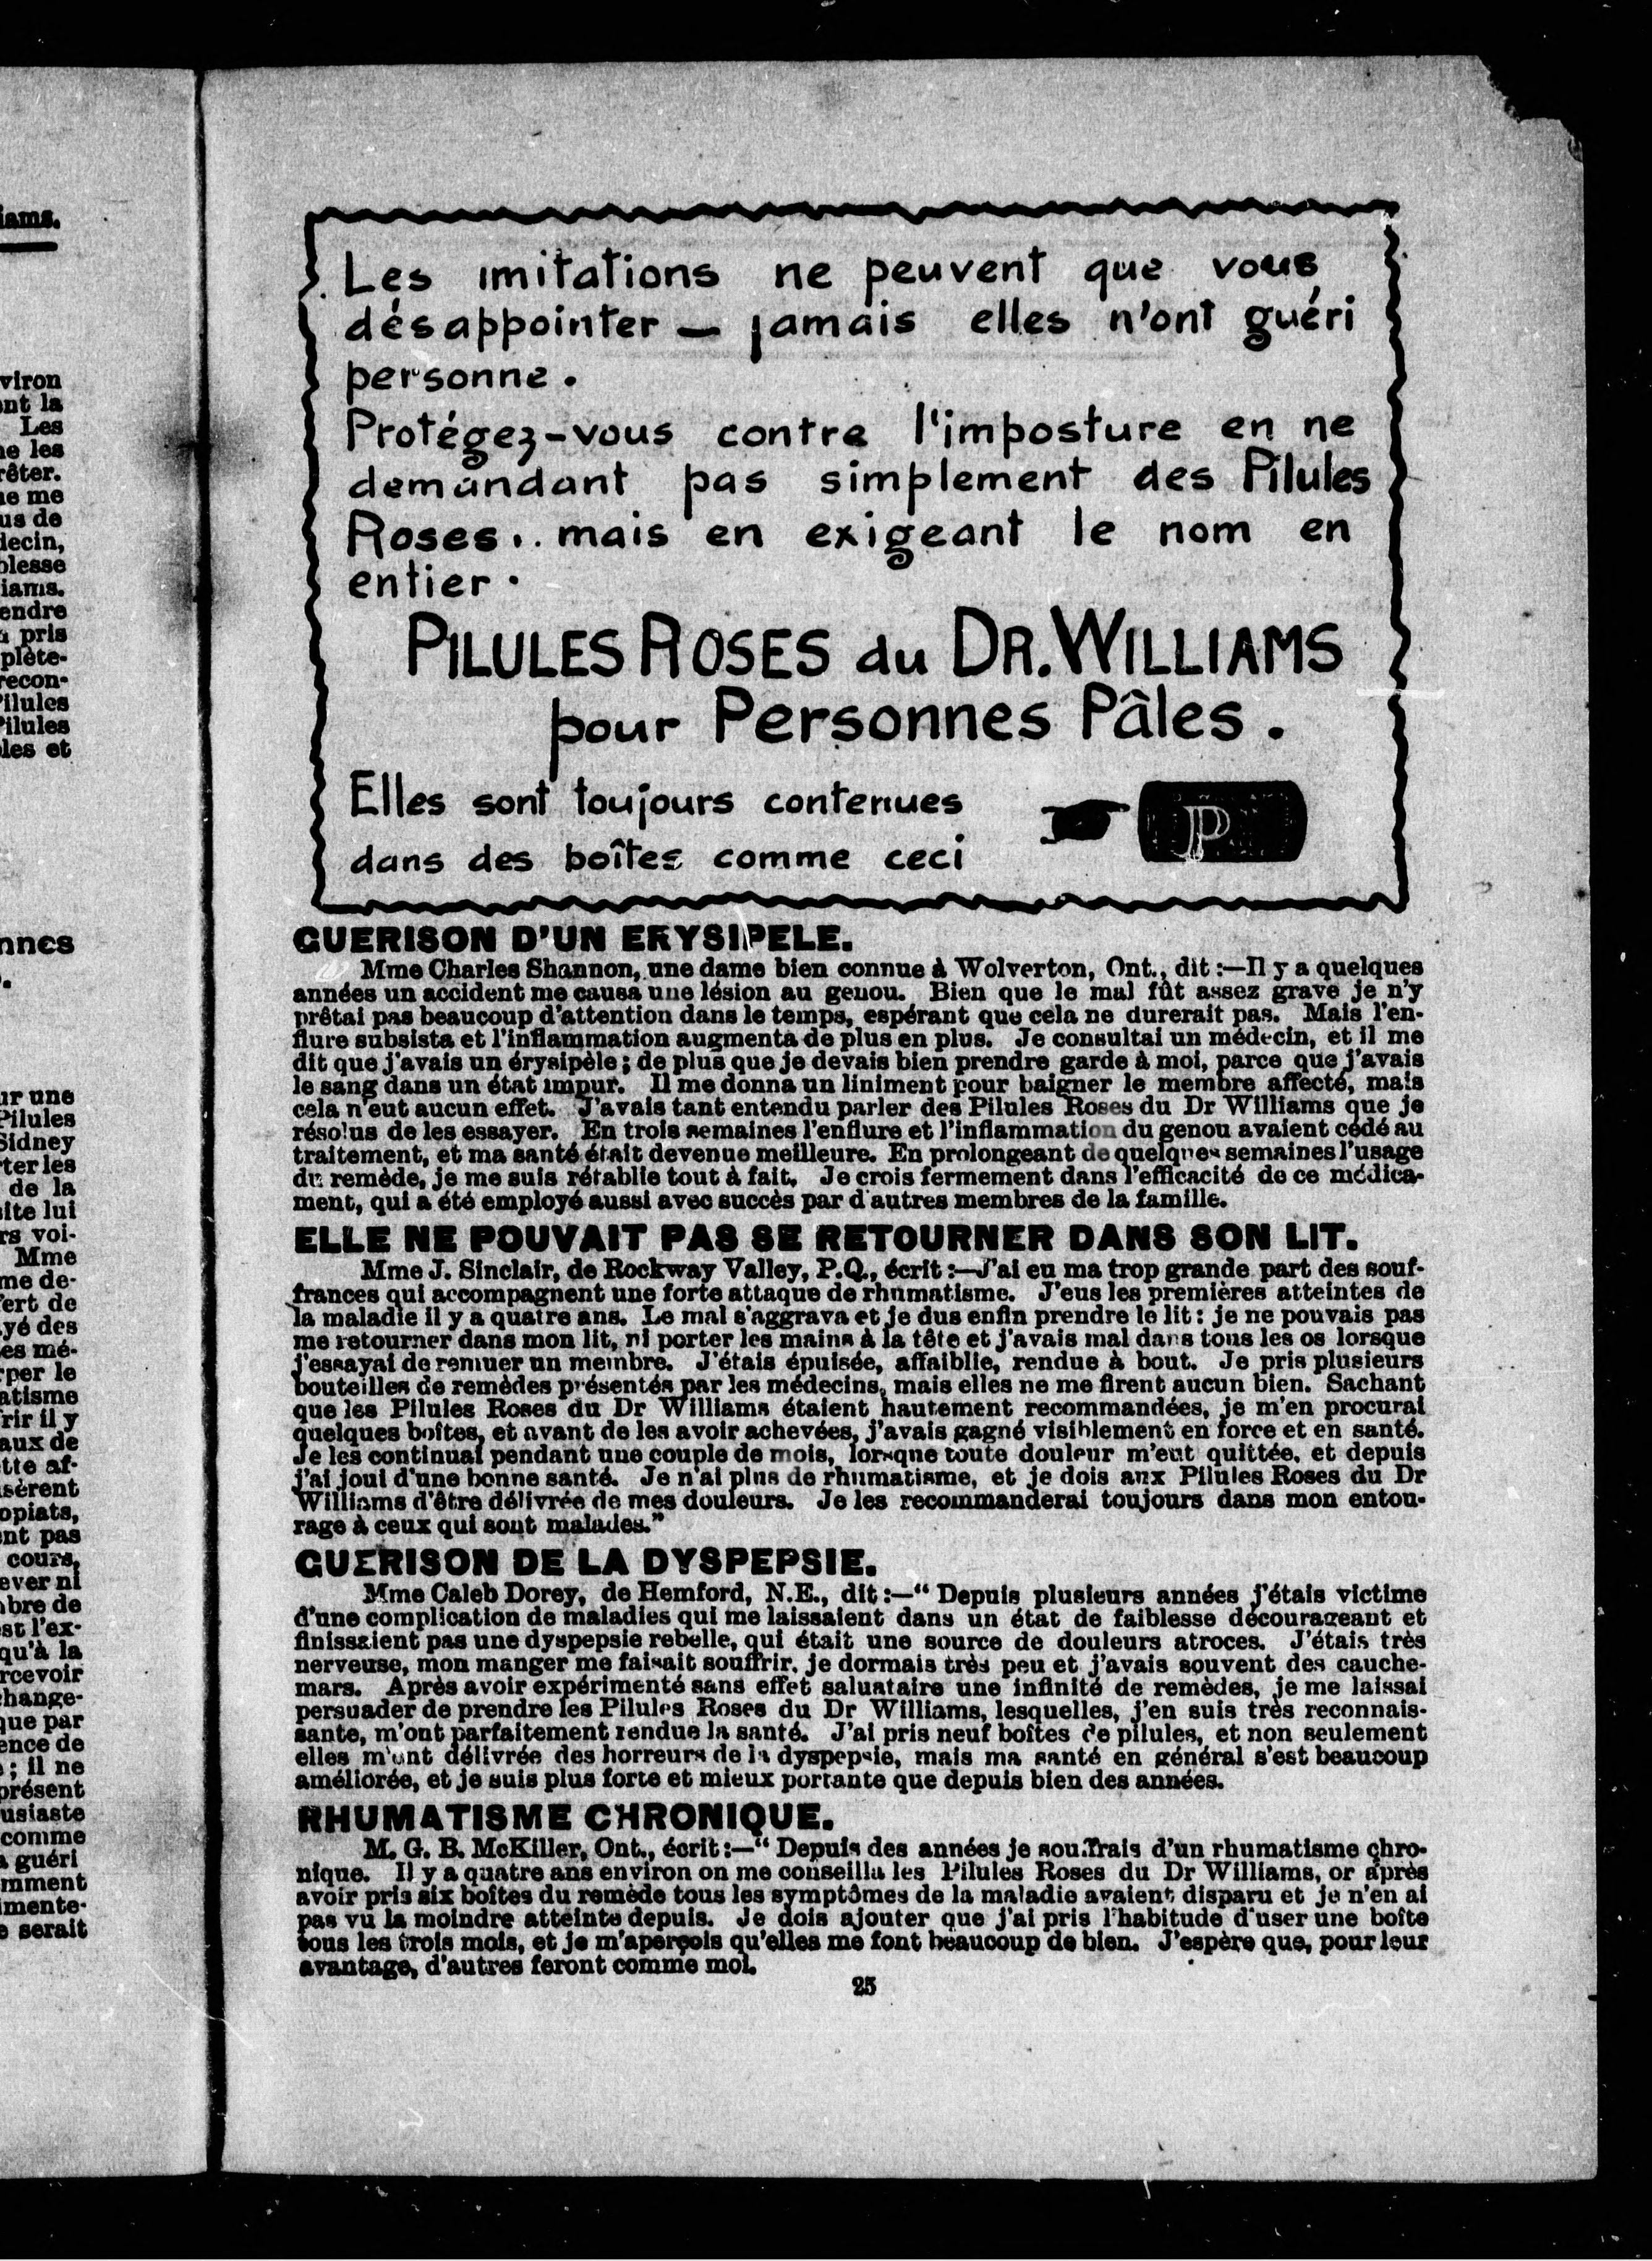 Les imitations ne peuvent que vous
désappointer — jamais elles n'ont guéri
personne.
Protégez-vous contre l'imposture en ne
demandant pas simplement des Pilules
Roses.. mais en exigeant le nom en
entier.
PILULES ROSES du DR. WILLIAMS
pour Personnes Pâles.
Elles sont toujours contenues
dans des boîtes comme ceci
P
GUERISON D'UN ERYSIPELE.
Mme Charles Shannon, une dame bien connue à Wolverton, Ont., dit :—Il y a quelques
années un accident me causa une lésion au genou. Bien que le mal fût assez grave je n'y
prêtai pas beaucoup d'attention dans le temps, espérant que cela ne durerait pas. Mais l'en-
flure subsista et l'inflammation augmenta de plus en plus. Je consultai un médecin, et il me
dit que j'avais un érysipèle ; de plus que je devais bien prendre garde à moi, parce que j'avais
le sang dans un état impur. Il me donna un liniment pour baigner le membre affecté, mais
cela n'eut aucun effet. J'avais tant entendu parler des Pilules Roses du Dr Williams que je
résolus de les essayer. En trois semaines l'enflure et l'inflammation du genou avaient cédé au
traitement, et ma santé était devenue meilleure. En prolongeant de quelques semaines l'usage
du remède, je me suis rétablie tout à fait. Je crois fermement dans l'efficacité de ce médica-
ment, qui a été employé aussi avec succès par d'autres membres de la famille.
ELLE NE POUVAIT PAS SE RETOURNER DANS SON LIT.
Mme J. Sinclair, de Rockway Valley, P.Q., écrit :—J'ai eu ma trop grande part des souf-
frances qui accompagnent une forte attaque de rhumatisme. J'eus les premières atteintes de
la maladie il y a quatre ans. Le mal s'aggrava et je dus enfin prendre le lit : je ne pouvais pas
me retourner dans mon lit, ni porter les mains à la tête et j'avais mal dans tous les os lorsque
j'essayai de remuer un membre. J'étais épuisée, affaiblie, rendue à bout. Je pris plusieurs
bouteilles de remèdes présentés par les médecins, mais elles ne me firent aucun bien. Sachant
que les Pilules Roses du Dr Williams étaient hautement recommandées, je m'en procurai
quelques boîtes, et avant de les avoir achevées, j'avais gagné visiblement en force et en santé.
Je les continuai pendant une couple de mois, lorsque toute douleur m'eut quittée, et depuis
j'ai joui d'une bonne santé. Je n'ai plus de rhumatisme, et je dois aux Pilules Roses du Dr
Williams d'être délivrée de mes douleurs. Je les recommanderai toujours dans mon entou-
rage à ceux qui sont malades."
GUERISON DE LA DYSPEPSIE.
Mme Caleb Dorey, de Hemford, N.E., dit :—" Depuis plusieurs années j'étais victime
d'une complication de maladies qui me laissaient dans un état de faiblesse décourageant et
finissaient pas une dyspepsie rebelle, qui était une source de douleurs atroces. J'étais très
nerveuse, mon manger me faisait souffrir, je dormais très peu et j'avais souvent des cauche-
mars. Après avoir expérimenté sans effet saluataire une infinité de remèdes, je me laissai
persuader de prendre les Pilules Roses du Dr Williams, lesquelles, j'en suis très reconnais-
sante, m'ont parfaitement rendue la santé. J'ai pris neuf boîtes de pilules, et non seulement
elles m'ont délivrée des horreurs de la dyspepsie, mais ma santé en général s'est beaucoup
améliorée, et je suis plus forte et mieux portante que depuis bien des années.
RHUMATISME CHRONIQUE.
M. G. B. McKiller, Ont., écrit :—" Depuis des années je souffrais d'un rhumatisme chro-
nique. Il y a quatre ans environ on me conseilla les Pilules Roses du Dr Williams, or après
avoir pris six boîtes du remède tous les symptômes de la maladie avaient disparu et je n'en ai
pas vu la moindre atteinte depuis. Je dois ajouter que j'ai pris l'habitude d'user une boîte
tous les trois mois, et je m'aperçois qu'elles me font beaucoup de bien. J'espère que, pour leur
avantage, d'autres feront comme moi.
25